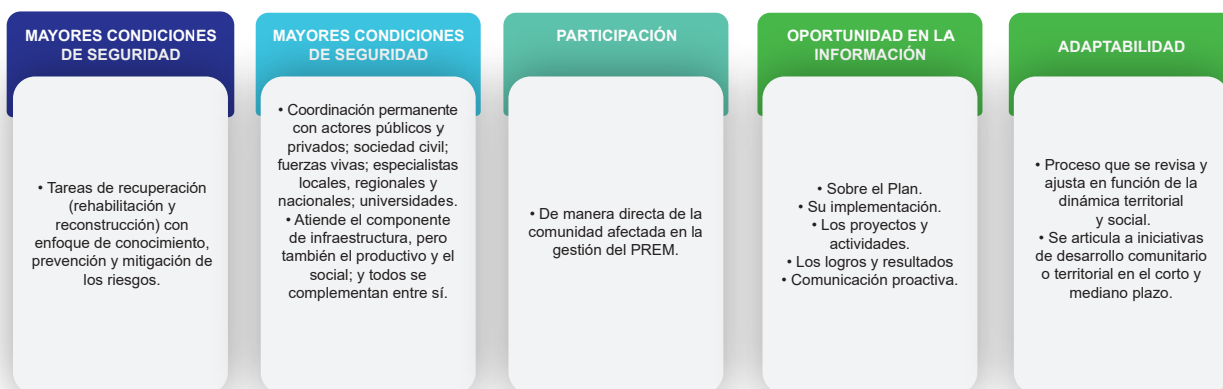 MAYORES CONDICIONES
DE SEGURIDAD
• Tareas de recuperación
(rehabilitación y
reconstrucción) con
enfoque de conocimiento,
prevención y mitigación de
los riesgos.
MAYORES CONDICIONES
DE SEGURIDAD
• Coordinación permanente
con actores públicos y
privados; sociedad civil;
fuerzas vivas; especialistas
locales, regionales y
nacionales; universidades.
• Atiende el componente
de infraestructura, pero
también el productivo y el
social; y todos se
complementan entre sí.
PARTICIPACIÓN
• De manera directa de la
comunidad afectada en la
gestión del PREM.
OPORTUNIDAD EN LA
INFORMACIÓN
• Sobre el Plan.
• Su implementación.
• Los proyectos y
actividades.
• Los logros y resultados
• Comunicación proactiva.
ADAPTABILIDAD
• Proceso que se revisa y
ajusta en función de la
dinámica territorial
y social.
• Se articula a iniciativas
de desarrollo comunitario
o territorial en el corto y
mediano plazo.